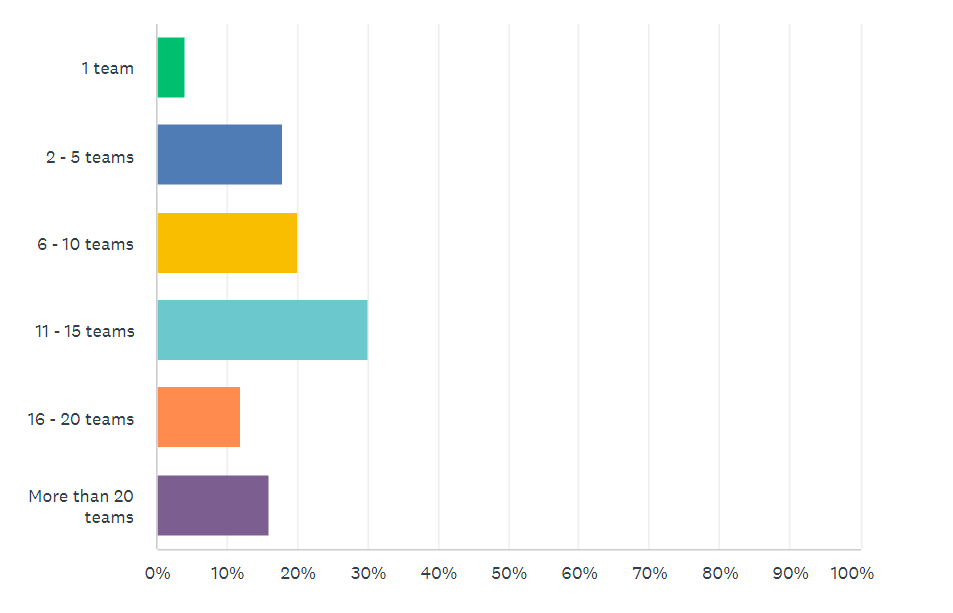 1 team
2 - 5 teams
6 - 10 teams
11 - 15 teams
16 - 20 teams
More than 20
teams
0% 10% 20% 30% 40% 50% 60% 70% 80% 90% 100%